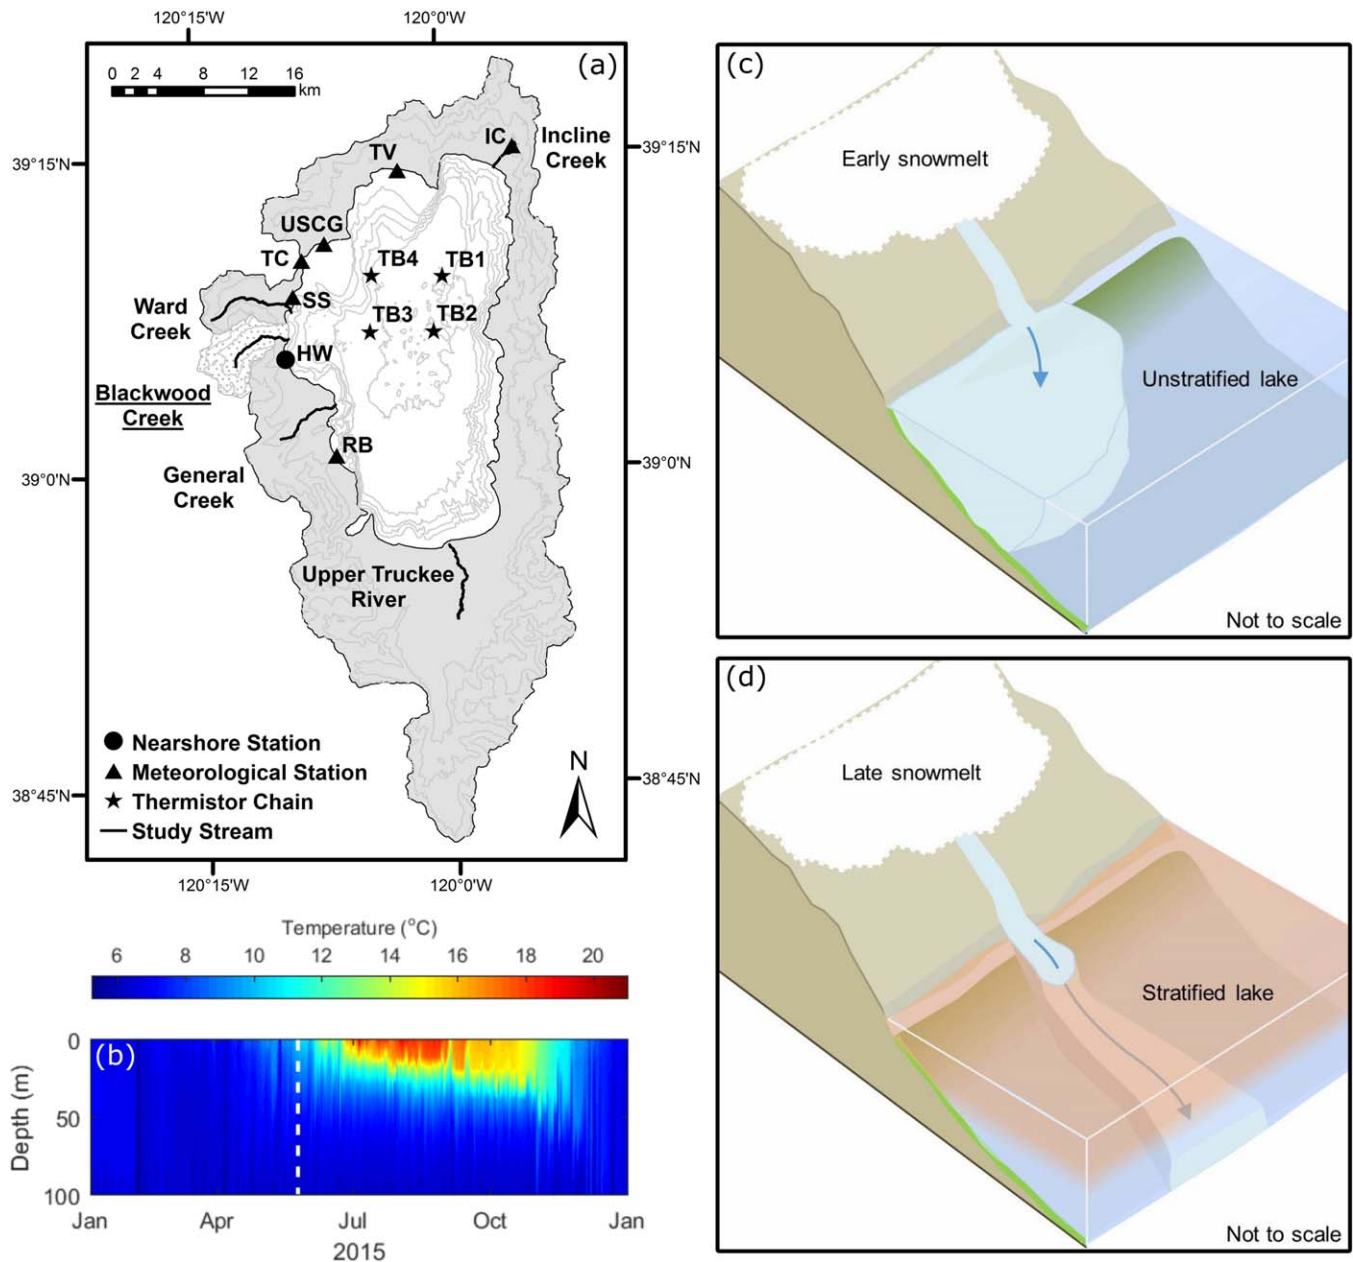 120°15'W 120°0'W
(a)
0 2 4 8 12 16
km
39°15'N
39°15'N
IC
Incline
Creek
TV
USCG
TC
TB4
TB1
SS
Ward
Creek
TB3
TB2
HW
Blackwood
Creek
RB
General
Creek
39°0'N
39°0'N
Upper Truckee
River
Nearshore Station
Meteorological Station
Thermistor Chain
Study Stream
N
38°45'N
38°45'N
120°15'W 120°0'W
Temperature (°C)
6 8 10 12 14 16 18 20
(b)
Depth (m)
0
50
100
Jan Apr Jul Oct Jan
2015
(c)
Early snowmelt
Unstratified lake
Not to scale
(d)
Late snowmelt
Stratified lake
Not to scale